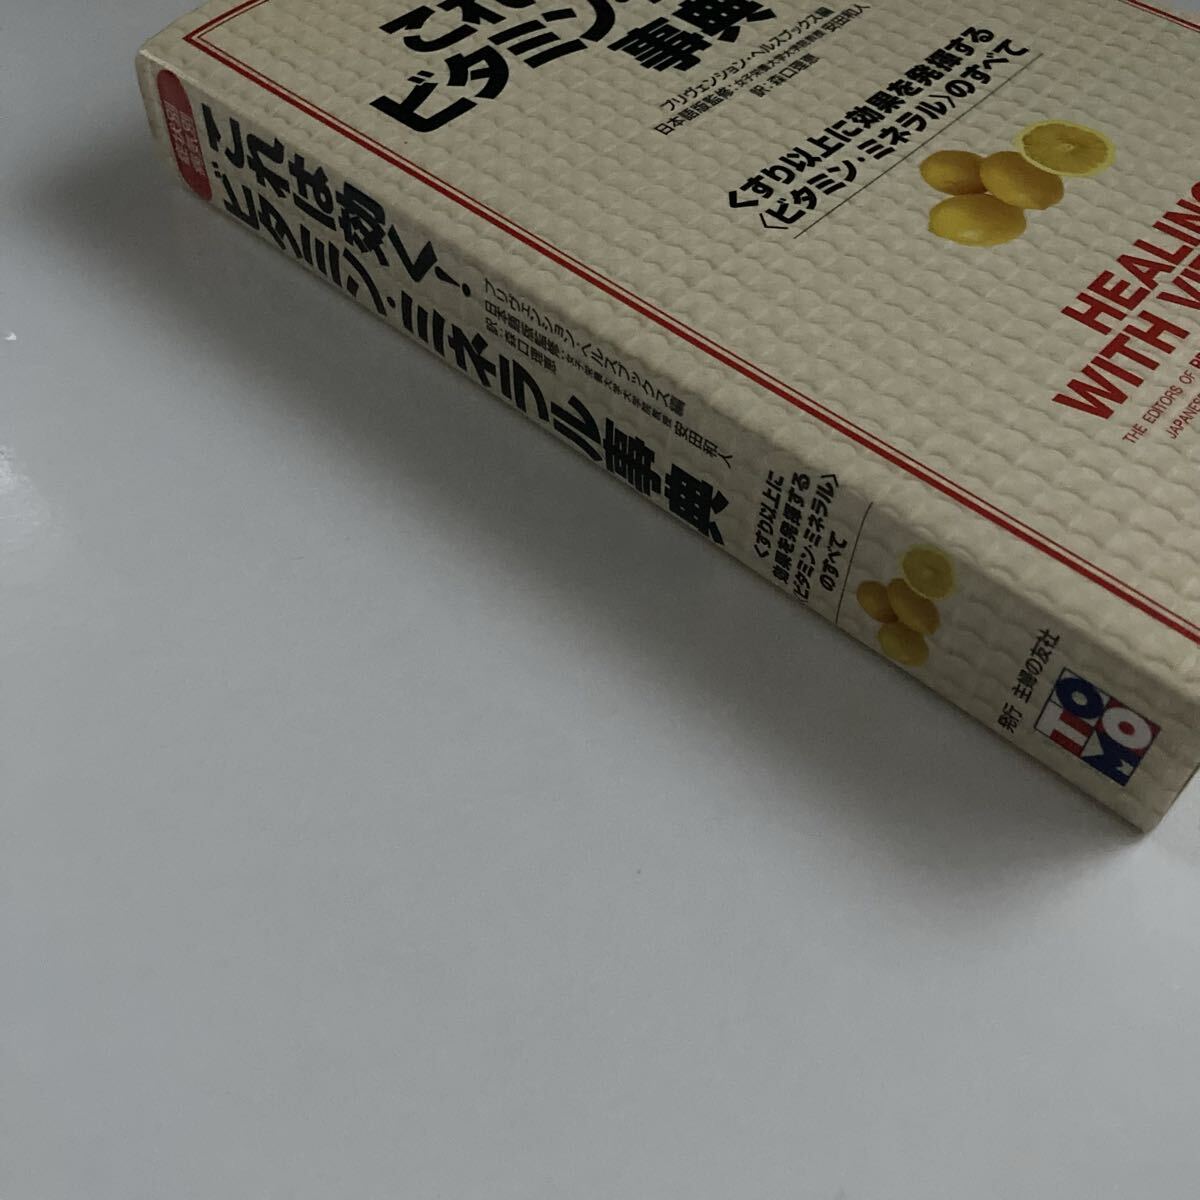 これ
ビタミン・
事典
プリヴェンション・ヘルスブックス編
日本語版監修:女子栄養大学大学院教授 安田和人
訳:森口理恵
〈くすり以上に効果を発揮する
〈ビタミン・ミネラル〉のすべて
HEALING
WITH VIT
THE EDITORS OF
JAPANESE
これは効く!
ビタミン・ミネラル事典
プリヴェンション・ヘルスブックス編
日本語版監修:女子栄養大学大学院教授 安田和人
訳:森口理恵
〈くすり以上に
効果を発揮する
〈ビタミン・ミネラル〉
のすべて
発行 主婦の友社
TOMO